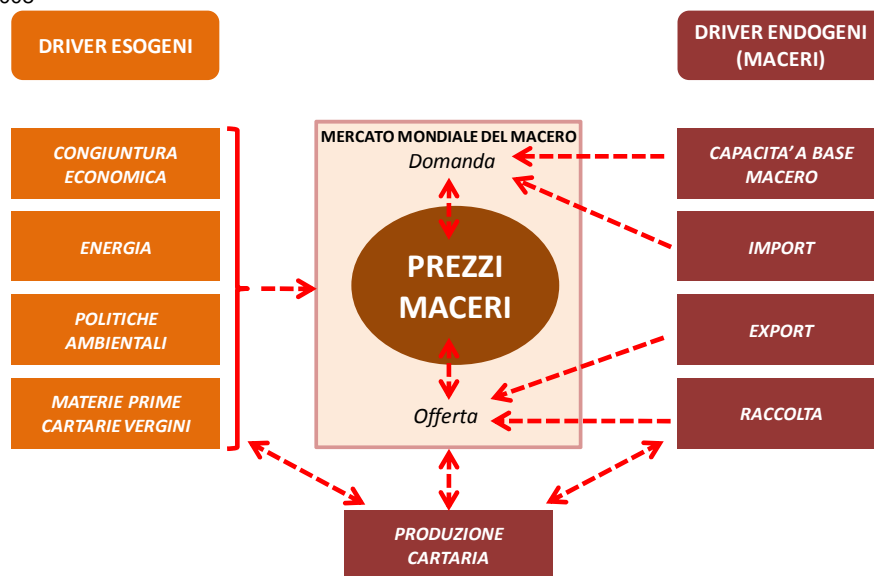 DRIVER ESOGENI
DRIVER ENDOGENI
(MACERI)
MERCATO MONDIALE DEL MACERO
Domanda
CONGIUNTURA
ECONOMICA
CAPACITA' A BASE
MACERO
ENERGIA
IMPORT
PREZZI
MACERI
POLITICHE
AMBIENTALI
EXPORT
MATERIE PRIME
CARTARIE VERGINI
Offerta
RACCOLTA
PRODUZIONE
CARTARIA